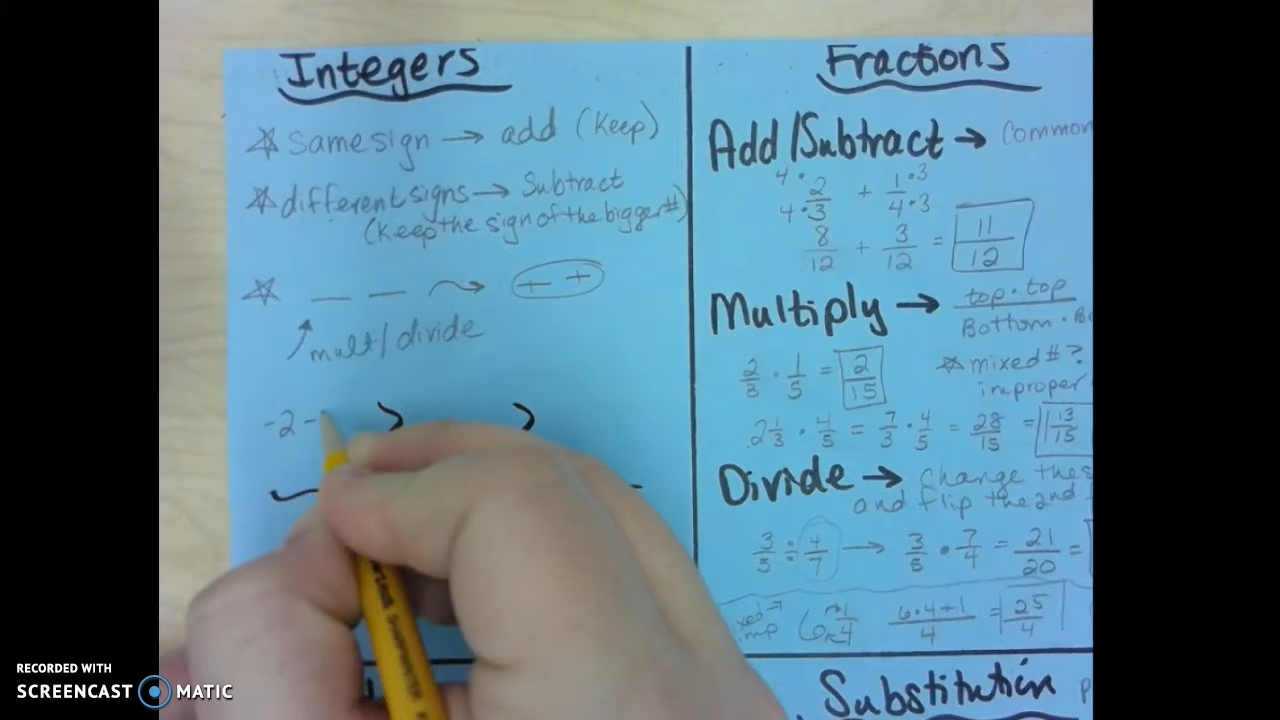 Integers
☆ same sign → add (Keep)
☆ different signs → Subtract
(Keep the sign of the bigger #)
☆ — — → + +
↑ mult/divide
-2 -
Fractions
Add/Subtract → Common
4 · 2/3 · 4 + 1/4 · 3 · 3
8/12 + 3/12 = 11/12
Multiply → top · top / Bottom · Bo
2/3 · 1/5 = 2/15
☆ mixed #?
improper
2 1/3 · 4/5 = 7/3 · 4/5 = 28/15 = 1 13/15
Divide → Change the s
and flip the 2nd
3/5 ÷ 4/7 → 3/5 · 7/4 = 21/20 =
xed →
imp
6 1/4 6·4+1/4 = 25/4
Substitution
RECORDED WITH
SCREENCAST MATIC